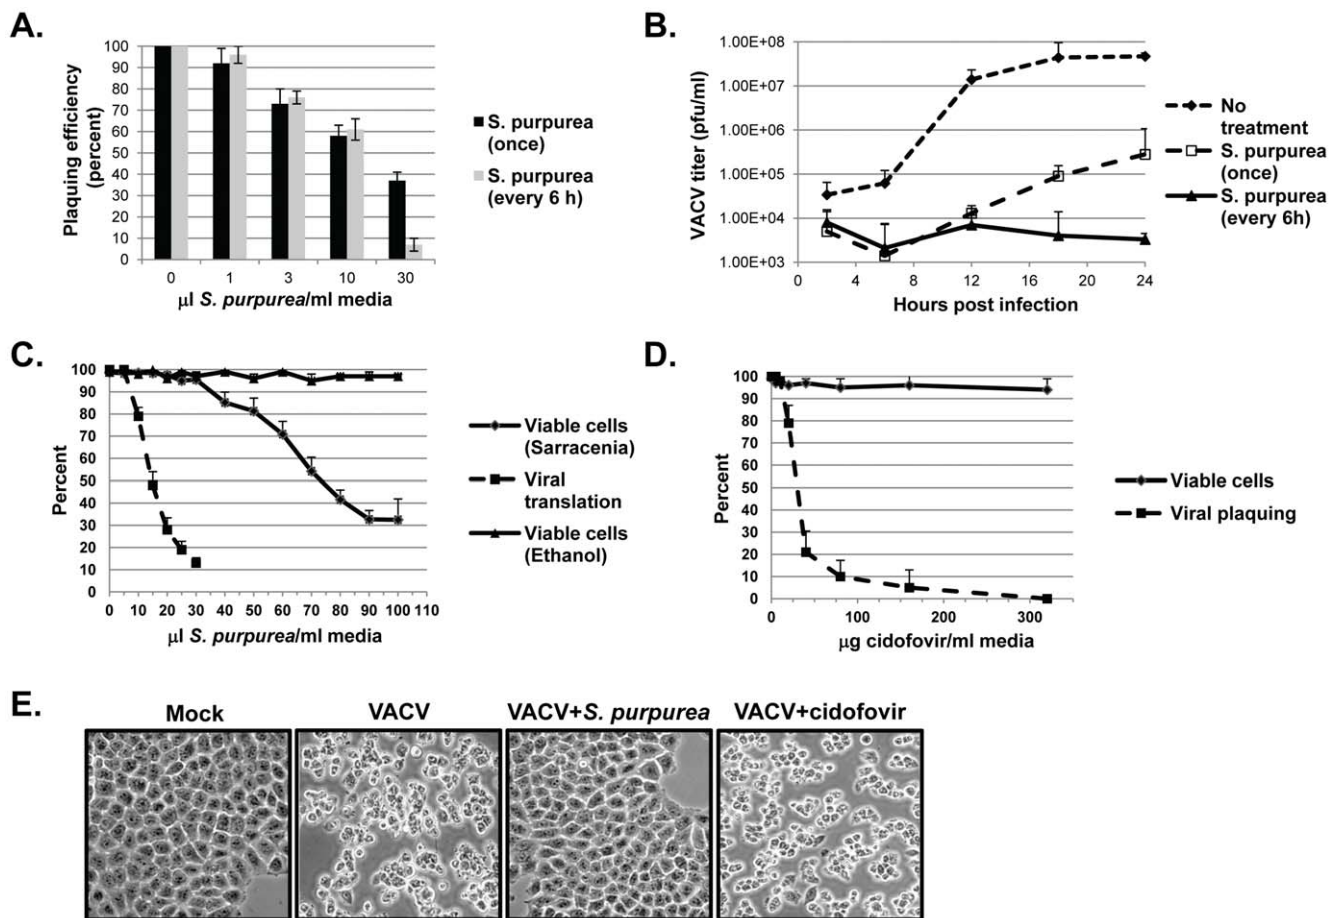 A.
Plaquing efficiency
(percent)
100
90
80
70
60
50
40
30
20
10
0
0 1 3 10 30
µl S. purpurea/ml media
S. purpurea
(once)
S. purpurea
(every 6 h)
B.
VACV titer (pfu/ml)
1.00E+08
1.00E+07
1.00E+06
1.00E+05
1.00E+04
1.00E+03
0 4 8 12 16 20 24
Hours post infection
No
treatment
S. purpurea
(once)
S. purpurea
(every 6h)
C.
Percent
100
90
80
70
60
50
40
30
20
10
0
0 10 20 30 40 50 60 70 80 90 100 110
µl S. purpurea/ml media
Viable cells
(Sarracenia)
Viral
translation
Viable cells
(Ethanol)
D.
Percent
100
90
80
70
60
50
40
30
20
10
0
0 100 200 300
µg cidofovir/ml media
Viable cells
Viral plaquing
E.
Mock VACV VACV+S. purpurea VACV+cidofovir